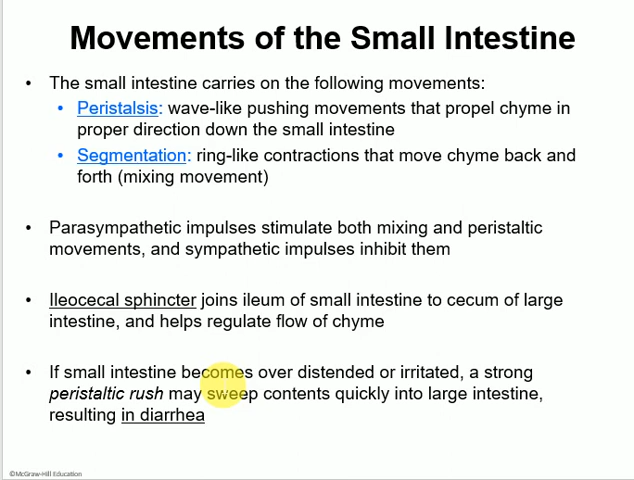 Movements of the Small Intestine
• The small intestine carries on the following movements:
• Peristalsis: wave-like pushing movements that propel chyme in
proper direction down the small intestine
• Segmentation: ring-like contractions that move chyme back and
forth (mixing movement)
• Parasympathetic impulses stimulate both mixing and peristaltic
movements, and sympathetic impulses inhibit them
• Ileocecal sphincter joins ileum of small intestine to cecum of large
intestine, and helps regulate flow of chyme
• If small intestine becomes over distended or irritated, a strong
peristaltic rush may sweep contents quickly into large intestine,
resulting in diarrhea
©McGraw-Hill Education